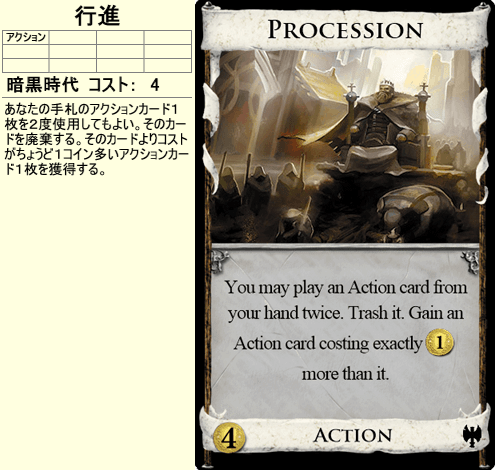 行進
アクション
暗黒時代 コスト: 4
あなたの手札のアクションカード1
枚を2度使用してもよい。そのカー
ドを廃棄する。そのカードよりコスト
がちょうど1コイン多いアクションカー
ド1枚を獲得する。
PROCESSION
You may play an Action card from
your hand twice. Trash it. Gain an
Action card costing exactly 1
more than it.
4 ACTION